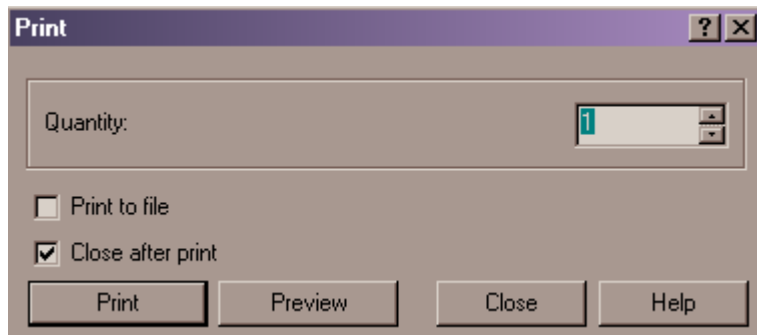 Print
Quantity: 1
Print to file
Close after print
Print Preview Close Help